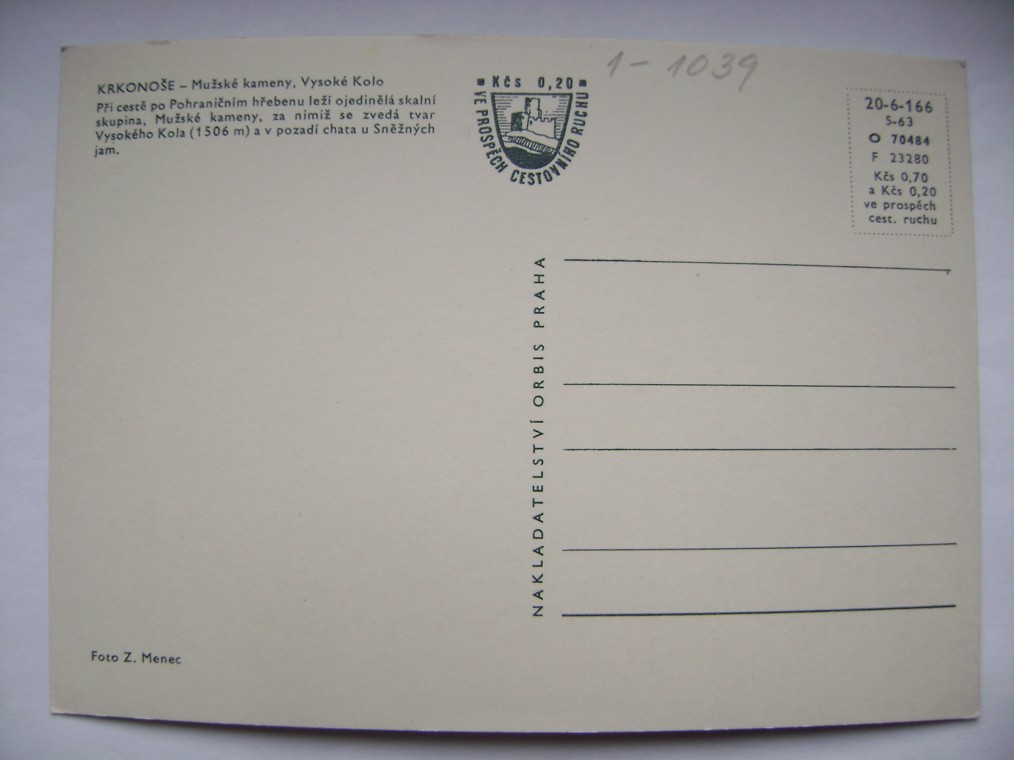 KRKONOŠE – Mužské kameny, Vysoké Kolo
Při cestě po Pohraničním hřebenu leží ojedinělá skalní
skupina, Mužské kameny, za nimiž se zvedá tvar
Vysokého Kola (1506 m) a v pozadí chata u Sněžných
jam.
Kčs 0,20
VE PROSPĚCH CESTOVNÍHO RUCHU
1 - 1039
20-6-166
5-63
O 70484
F 23280
Kčs 0,70
a Kčs 0,20
ve prospěch
cest. ruchu
NAKLADATELSTVÍ ORBIS PRAHA
Foto Z. Menec